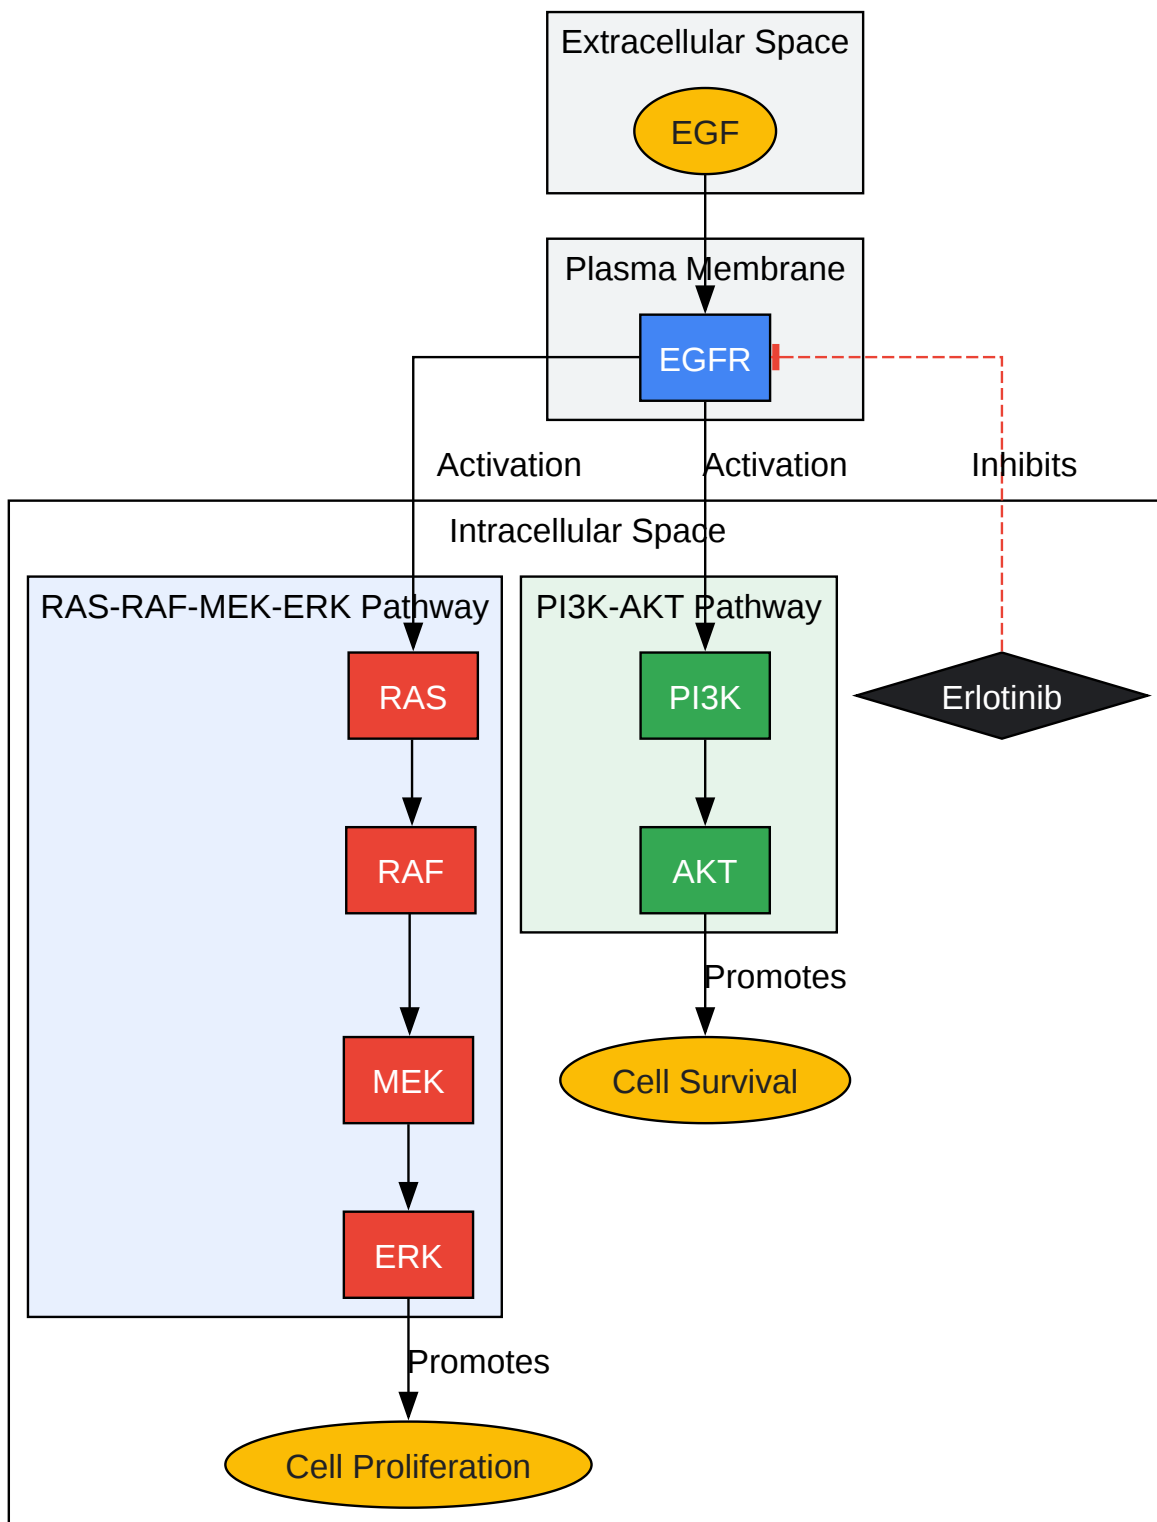 Extracellular Space
EGF
Plasma Membrane
EGFR
Activation
Activation
Inhibits
Intracellular Space
RAS-RAF-MEK-ERK Pathway
PI3K-AKT Pathway
RAS
PI3K
Erlotinib
RAF
AKT
Promotes
MEK
Cell Survival
ERK
Promotes
Cell Proliferation